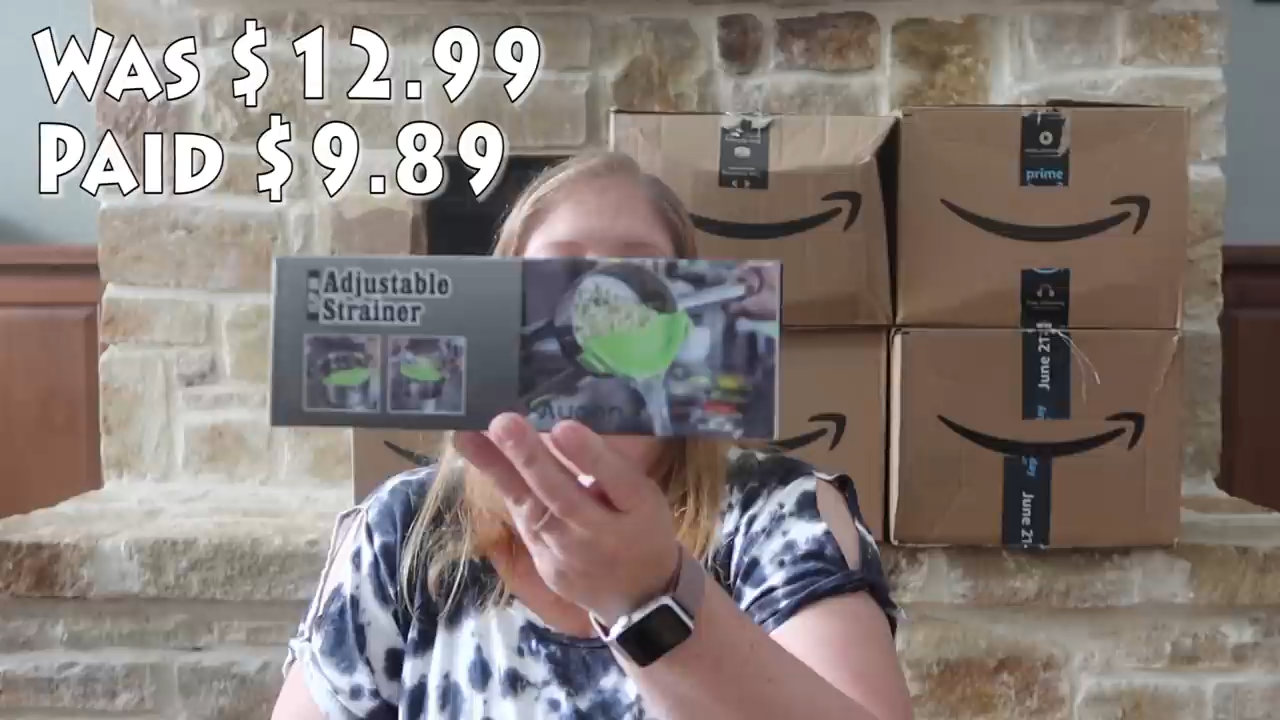 WAS $12.99
PAID $9.89
Adjustable
Strainer
prime
June 21-
June 21-